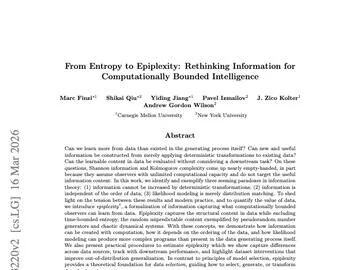 From Entropy to Epiplexity: Rethinking Information for
Computationally Bounded Intelligence
Marc Finzi*¹ Shikai Qiu*² Yiding Jiang*¹ Pavel Izmailov² J. Zico Kolter¹
Andrew Gordon Wilson²
¹Carnegie Mellon University ²New York University
Abstract
Can we learn more from data than existed in the generating process itself? Can new and useful
information be constructed from merely applying deterministic transformations to existing data?
Can the learnable content in data be evaluated without considering a downstream task? On these
questions, Shannon information and Kolmogorov complexity come up nearly empty-handed, in part
because they assume observers with unlimited computational capacity and do not target the useful
information content. In this work, we identify and exemplify three seeming paradoxes in information
theory: (1) information cannot be increased by deterministic transformations; (2) information is
independent of the order of data; (3) likelihood modeling is merely distribution matching. To shed
light on the tension between these results and modern practice, and to quantify the value of data,
we introduce epiplexity, a formalization of information capturing what computationally bounded
observers can learn from data. Epiplexity captures the structural content in data while excluding
time-bounded entropy, the random unpredictable content exemplified by pseudorandom number
generators and chaotic dynamical systems. With these concepts, we demonstrate how information
can be created with computation, how it depends on the ordering of the data, and how likelihood
modeling can produce more complex programs than present in the data generating process itself.
We also present practical procedures to estimate epiplexity which we show capture differences
across data sources, track with downstream performance, and highlight dataset interventions that
improve out-of-distribution generalization. In contrast to principles of model selection, epiplexity
provides a theoretical foundation for data selection, guiding how to select, generate, or transform
220v2 [cs.LG] 16 Mar 2026